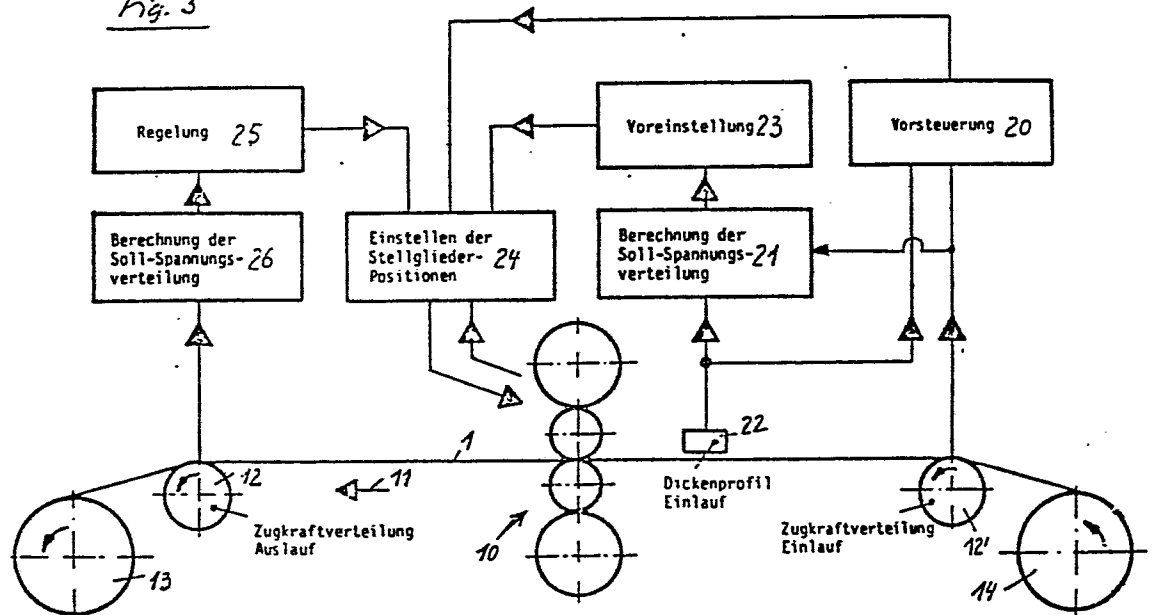 Fig. 3
Regelung 25
Voreinstellung 23
Vorsteuerung 20
Berechnung der
Soll-Spannungs-
verteilung
26
Einstellen der
Stellglieder-
Positionen
24
Berechnung der
Soll-Spannungs-
verteilung
21
22
1
11
12
Dickenprofil
Einlauf
Zugkraftverteilung
Auslauf
Zugkraftverteilung
Einlauf
10
12'
13
14